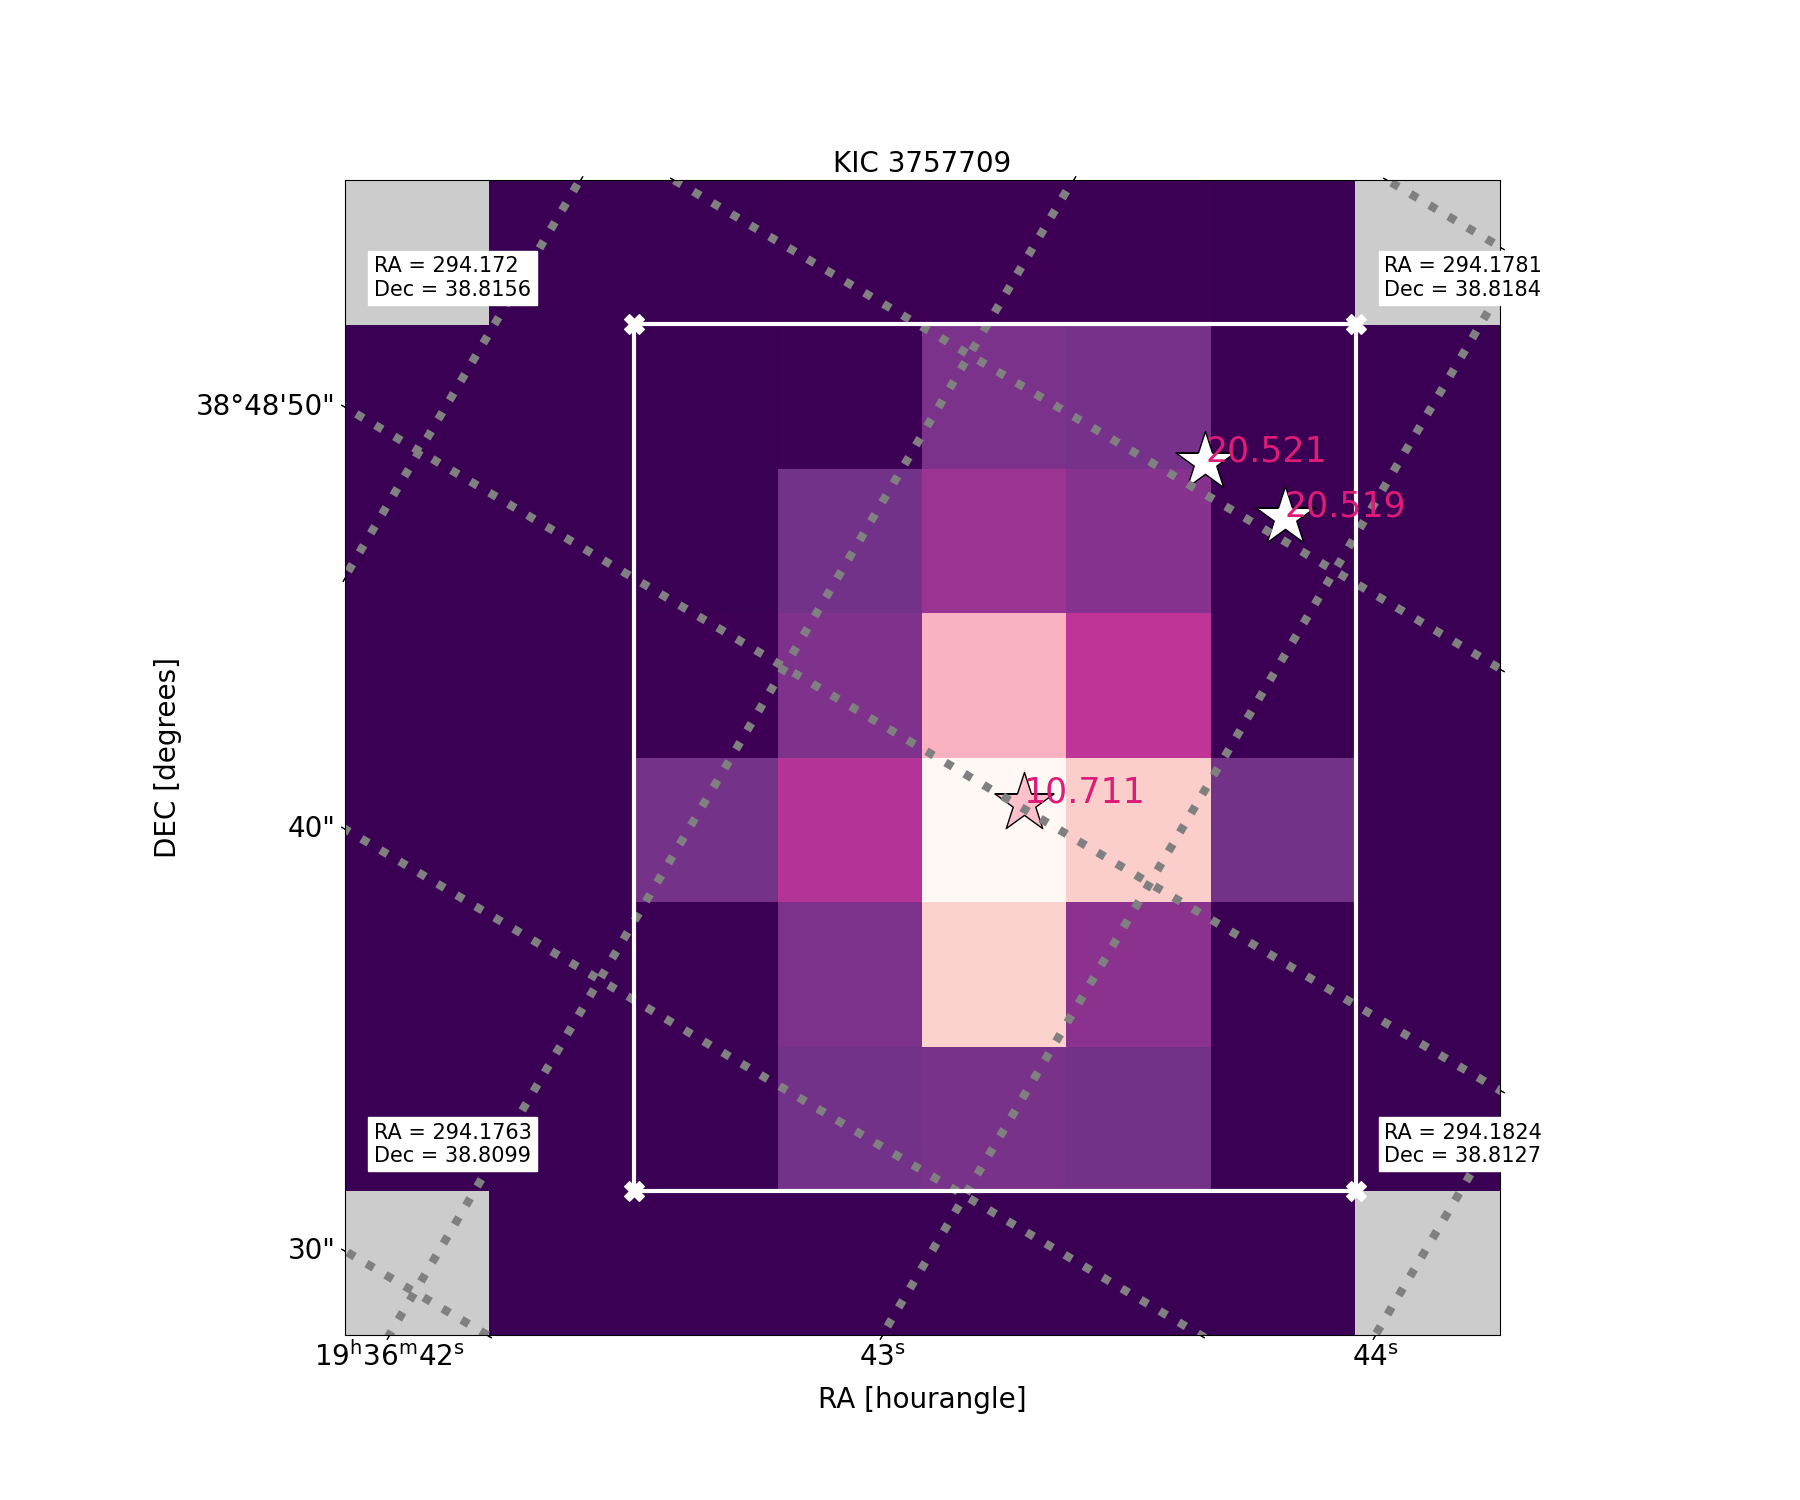 KIC 3757709
RA = 294.172
Dec = 38.8156
RA = 294.1781
Dec = 38.8184
38°48'50"
20.521
20.519
DEC [degrees]
10.711
40"
RA = 294.1763
Dec = 38.8099
RA = 294.1824
Dec = 38.8127
30"
19ʰ36ᵐ42ˢ
43ˢ
44ˢ
RA [hourangle]